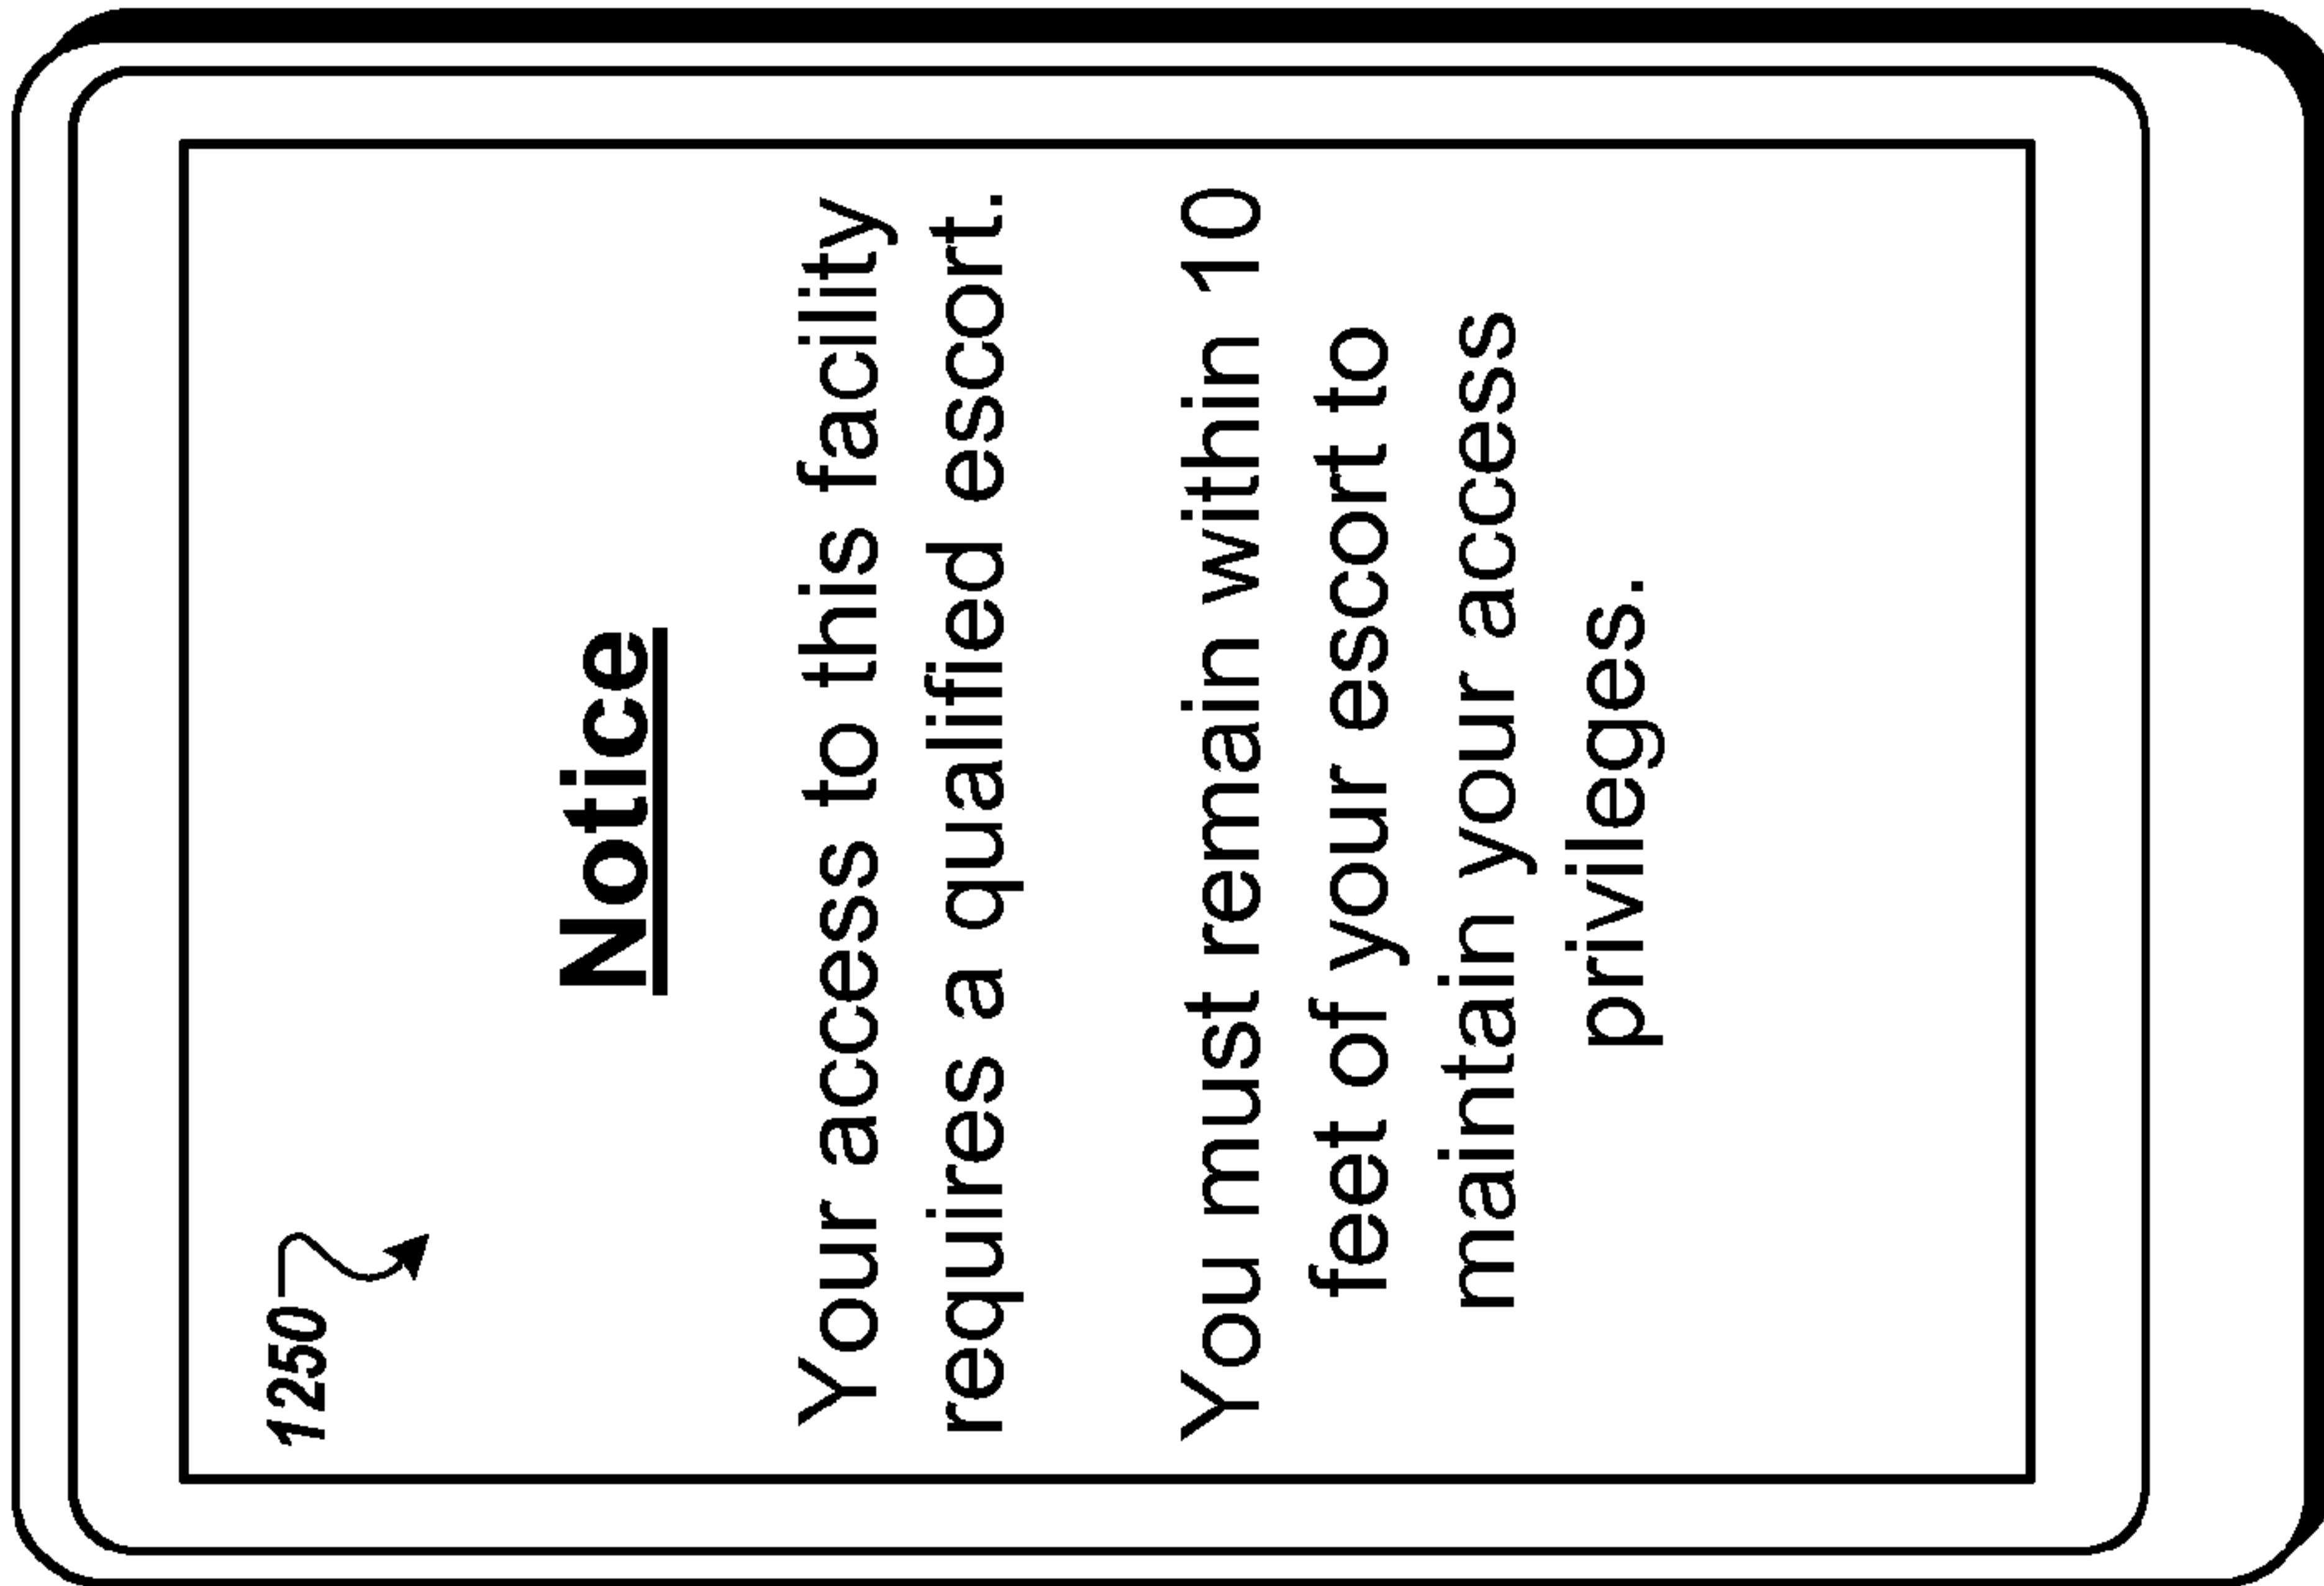 1250
Notice
Your access to this facility
requires a qualified escort.
You must remain within 10
feet of your escort to
maintain your access
privileges.